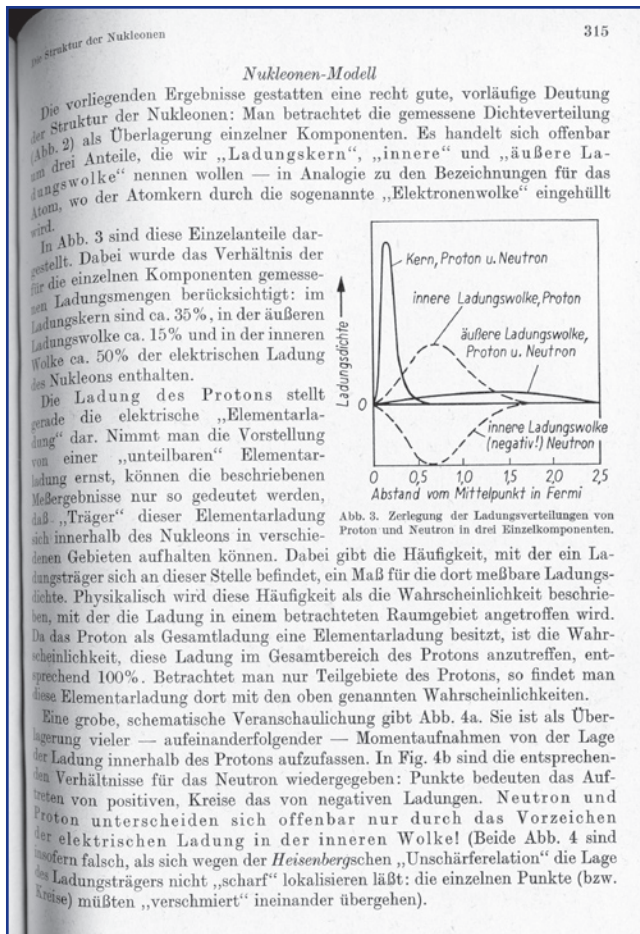 Die Struktur der Nukleonen
315
Nukleonen-Modell
Die vorliegenden Ergebnisse gestatten eine recht gute, vorläufige Deutung
der Struktur der Nukleonen: Man betrachtet die gemessene Dichteverteilung
(Abb. 2) als Überlagerung einzelner Komponenten. Es handelt sich offenbar
um drei Anteile, die wir „Ladungskern“, „innere“ und „äußere La-
dungswolke“ nennen wollen — in Analogie zu den Bezeichnungen für das
Atom, wo der Atomkern durch die sogenannte „Elektronenwolke“ eingehüllt
wird.
In Abb. 3 sind diese Einzelanteile dar-
gestellt. Dabei wurde das Verhältnis der
für die einzelnen Komponenten gemesse-
nen Ladungsmengen berücksichtigt: im
Ladungskern sind ca. 35%, in der äußeren
Ladungswolke ca. 15% und in der inneren
Wolke ca. 50% der elektrischen Ladung
des Nukleons enthalten.
Die Ladung des Protons stellt
gerade die elektrische „Elementarla-
dung“ dar. Nimmt man die Vorstellung
von einer „unteilbaren“ Elementar-
ladung ernst, können die beschriebenen
Meßergebnisse nur so gedeutet werden,
daß „Träger“ dieser Elementarladung
sich innerhalb des Nukleons in verschie-
Ladungsdichte
Kern, Proton u. Neutron
innere Ladungswolke, Proton
äußere Ladungswolke,
Proton u. Neutron
0
innere Ladungswolke
(negativ!) Neutron
0 0,5 1,0 1,5 2,0 2,5
Abstand vom Mittelpunkt in Fermi
Abb. 3. Zerlegung der Ladungsverteilungen von
Proton und Neutron in drei Einzelkomponenten.
denen Gebieten aufhalten können. Dabei gibt die Häufigkeit, mit der ein La-
dungsträger sich an dieser Stelle befindet, ein Maß für die dort meßbare Ladungs-
dichte. Physikalisch wird diese Häufigkeit als die Wahrscheinlichkeit beschrie-
ben, mit der die Ladung in einem betrachteten Raumgebiet angetroffen wird.
Da das Proton als Gesamtladung eine Elementarladung besitzt, ist die Wahr-
scheinlichkeit, diese Ladung im Gesamtbereich des Protons anzutreffen, ent-
sprechend 100%. Betrachtet man nur Teilgebiete des Protons, so findet man
diese Elementarladung dort mit den oben genannten Wahrscheinlichkeiten.
Eine grobe, schematische Veranschaulichung gibt Abb. 4a. Sie ist als Über-
lagerung vieler — aufeinanderfolgender — Momentaufnahmen von der Lage
der Ladung innerhalb des Protons aufzufassen. In Fig. 4b sind die entsprechen-
den Verhältnisse für das Neutron wiedergegeben: Punkte bedeuten das Auf-
treten von positiven, Kreise das von negativen Ladungen. Neutron und
Proton unterscheiden sich offenbar nur durch das Vorzeichen
der elektrischen Ladung in der inneren Wolke! (Beide Abb. 4 sind
insofern falsch, als sich wegen der Heisenbergschen „Unschärferelation“ die Lage
des Ladungsträgers nicht „scharf“ lokalisieren läßt: die einzelnen Punkte (bzw.
Kreise) müßten „verschmiert“ ineinander übergehen).